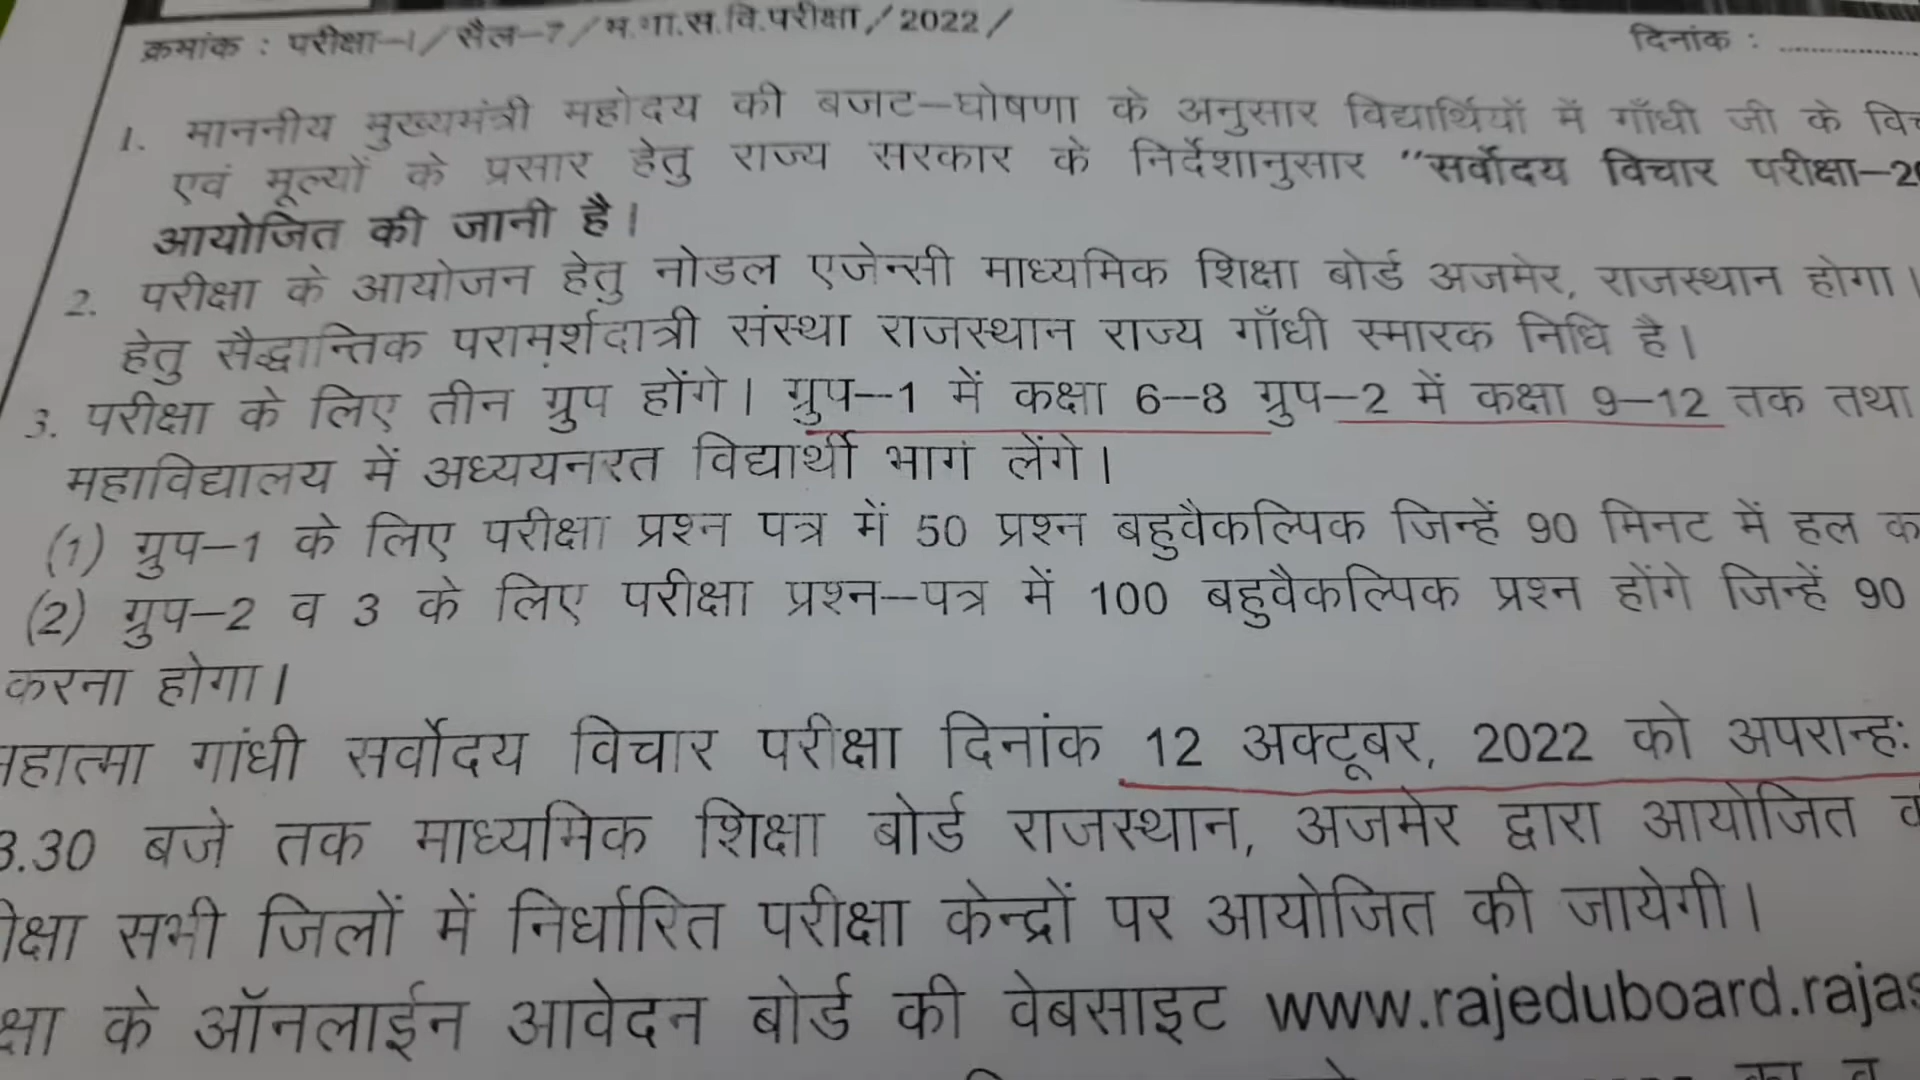 क्रमांक : परीक्षा-1/ सैल-7/म.गा.स.वि.परीक्षा/2022/
दिनांक : ..............
1. माननीय मुख्यमंत्री महोदय की बजट-घोषणा के अनुसार विद्यार्थियों में गाँधी जी के
एवं मूल्यों के प्रसार हेतु राज्य सरकार के निर्देशानुसार "सर्वोदय विचार परीक्षा-
आयोजित की जानी है।
2. परीक्षा के आयोजन हेतु नोडल एजेन्सी माध्यमिक शिक्षा बोर्ड अजमेर, राजस्थान होगा।
हेतु सैद्धान्तिक परामर्शदात्री संस्था राजस्थान राज्य गाँधी स्मारक निधि है।
3. परीक्षा के लिए तीन ग्रुप होंगे। ग्रुप-1 में कक्षा 6-8 ग्रुप-2 में कक्षा 9-12 तक तथा
महाविद्यालय में अध्ययनरत विद्यार्थी भाग लेंगे।
(1) ग्रुप-1 के लिए परीक्षा प्रश्न पत्र में 50 प्रश्न बहुवैकल्पिक जिन्हें 90 मिनट में हल
(2) ग्रुप-2 व 3 के लिए परीक्षा प्रश्न-पत्र में 100 बहुवैकल्पिक प्रश्न होंगे जिन्हें 90
करना होगा।
गांधी सर्वोदय विचार परीक्षा दिनांक 12 अक्टूबर, 2022 को अपरान्ह:
3.30 बजे तक माध्यमिक शिक्षा बोर्ड राजस्थान, अजमेर द्वारा आयोजित
सभी जिलों में निर्धारित परीक्षा केन्द्रों पर आयोजित की जायेगी।
के ऑनलाईन आवेदन बोर्ड की वेबसाइट www.rajeduboard.rajas